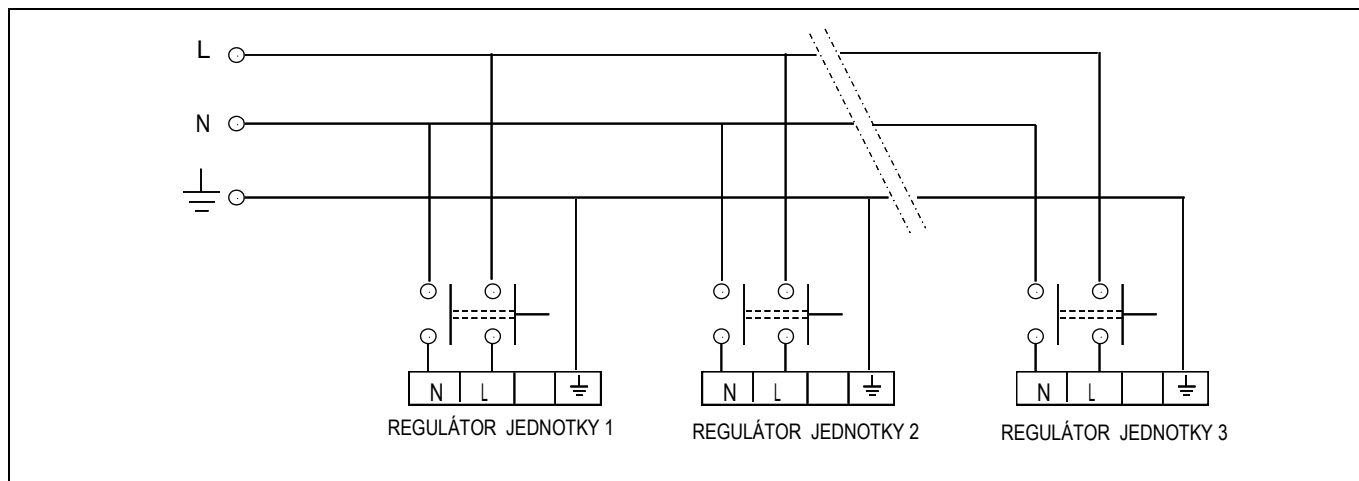 L
N
N L
N L
N L
REGULÁTOR JEDNOTKY 1
REGULÁTOR JEDNOTKY 2
REGULÁTOR JEDNOTKY 3